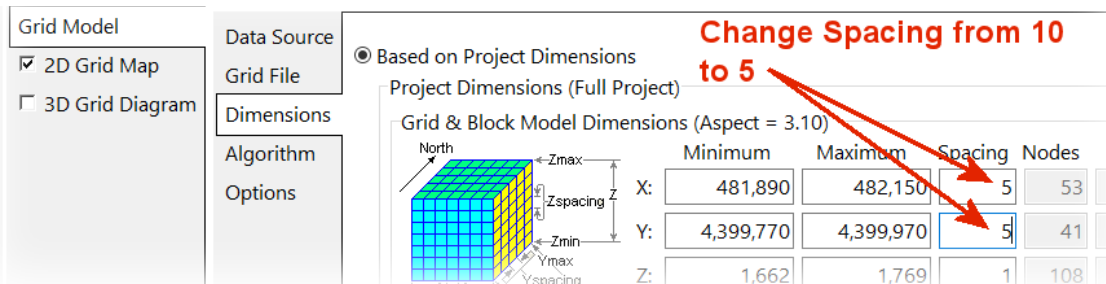 Grid Model
2D Grid Map
3D Grid Diagram
Data Source
Grid File
Dimensions
Algorithm
Options
Change Spacing from 10
to 5
Based on Project Dimensions
Project Dimensions (Full Project)
Grid & Block Model Dimensions (Aspect = 3.10)
North
Zmax
Z
Zspacing
Zmin
Ymax
Yspacing
Minimum Maximum Spacing Nodes
X: 481,890 482,150 5 53
Y: 4,399,770 4,399,970 5 41
Z: 1,662 1,769 1 108